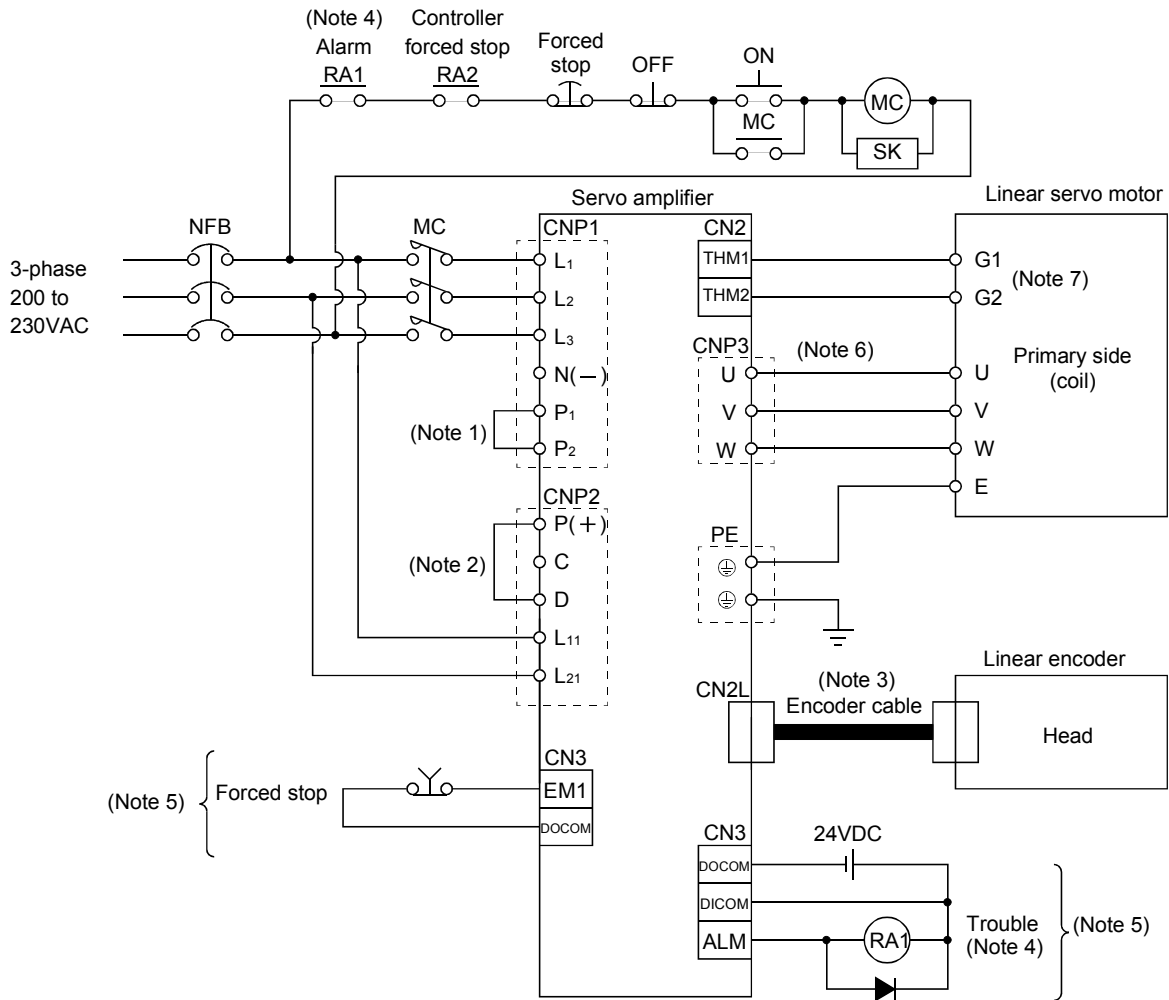 (Note 4)
Alarm
RA1
Controller
forced stop
RA2
Forced
stop
OFF
ON
MC
MC
SK
Servo amplifier
Linear servo motor
NFB
MC
CNP1
CN2
3-phase
200 to
230VAC
L1
L2
L3
N(−)
P1
P2
(Note 1)
THM1
THM2
G1
G2
(Note 7)
CNP3
(Note 6)
U
V
W
U
V
W
E
Primary side
(coil)
CNP2
P(+)
C
D
L11
L21
(Note 2)
PE
Linear encoder
CN2L
(Note 3)
Encoder cable
Head
(Note 5)
Forced stop
CN3
EM1
DOCOM
CN3
24VDC
DOCOM
DICOM
ALM
RA1
Trouble
(Note 4)
(Note 5)